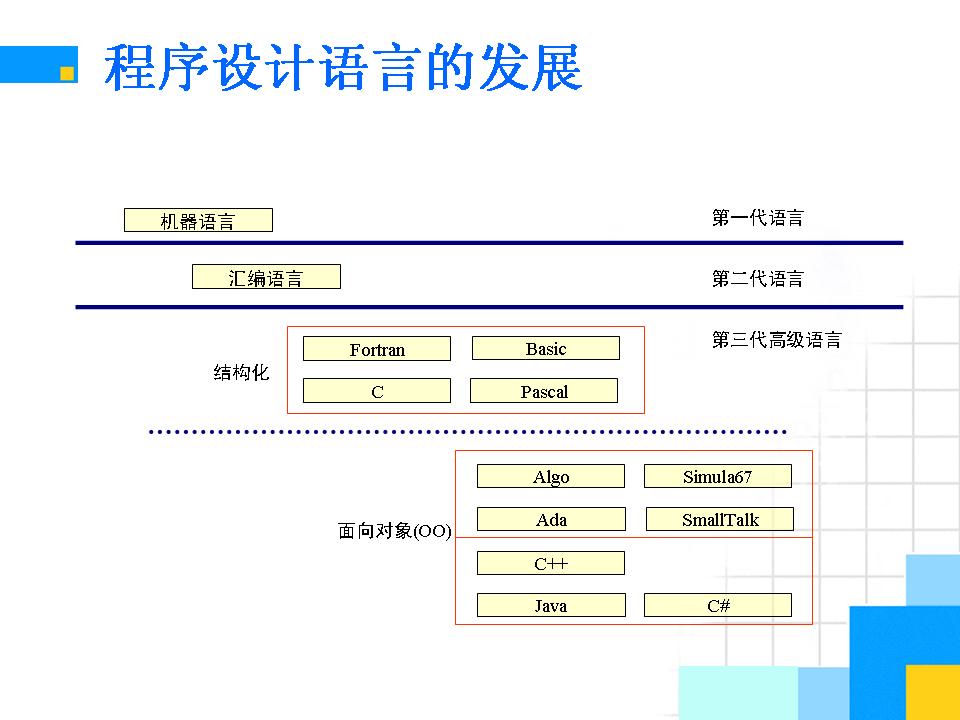 程序设计语言的发展
机器语言
第一代语言
汇编语言
第二代语言
第三代高级语言
结构化
Fortran
Basic
C
Pascal
面向对象(OO)
Algo
Simula67
Ada
SmallTalk
C++
Java
C#